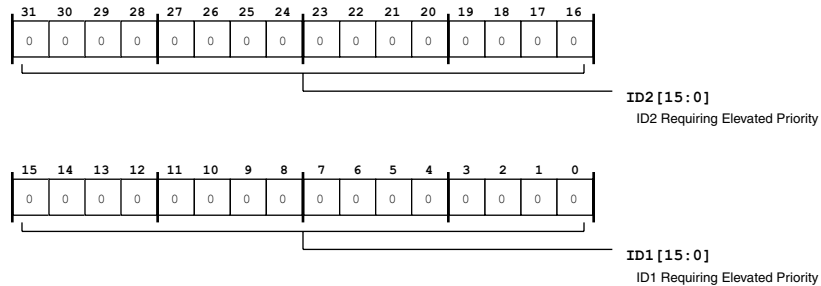 31 30 29 28 27 26 25 24 23 22 21 20 19 18 17 16
0 0 0 0 0 0 0 0 0 0 0 0 0 0 0 0
ID2[15:0]
ID2 Requiring Elevated Priority
15 14 13 12 11 10 9 8 7 6 5 4 3 2 1 0
0 0 0 0 0 0 0 0 0 0 0 0 0 0 0 0
ID1[15:0]
ID1 Requiring Elevated Priority